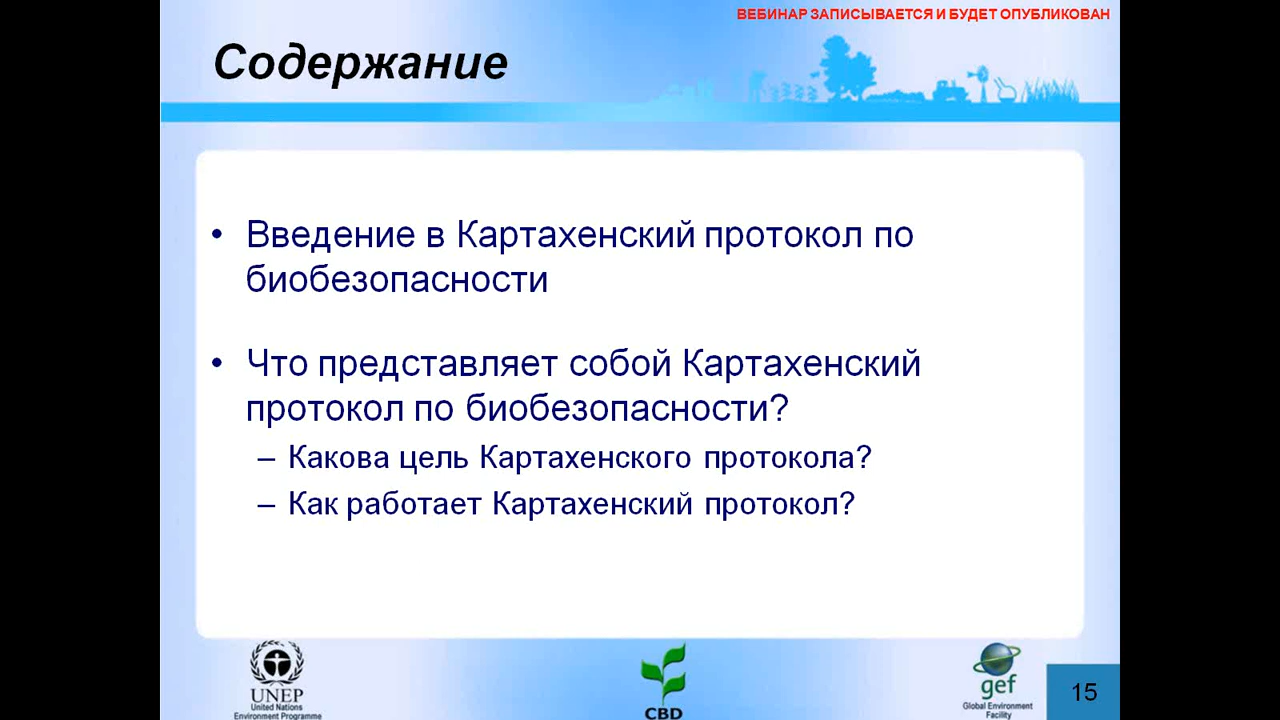 ВЕБИНАР ЗАПИСЫВАЕТСЯ И БУДЕТ ОПУБЛИКОВАН
Содержание
• Введение в Картахенский протокол по
биобезопасности
• Что представляет собой Картахенский
протокол по биобезопасности?
– Какова цель Картахенского протокола?
– Как работает Картахенский протокол?
UNEP
United Nations
Environment Programme
CBD
gef
Global Environment
Facility
15